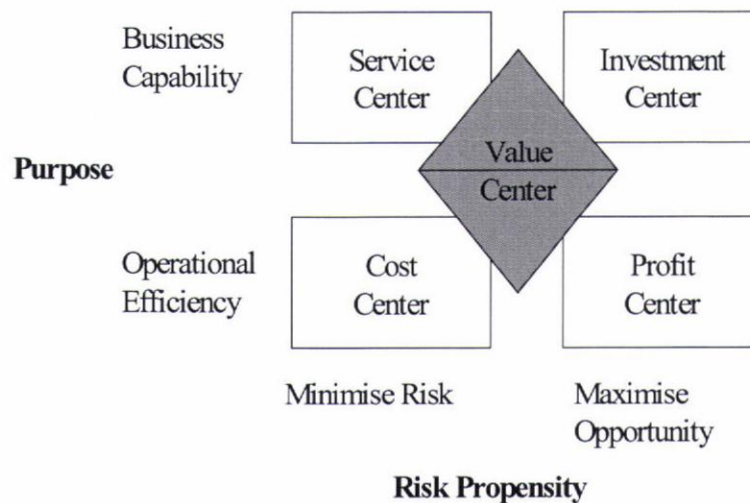 Business
Capability
Service
Center
Investment
Center
Purpose
Value
Center
Operational
Efficiency
Cost
Center
Profit
Center
Minimise Risk
Maximise
Opportunity
Risk Propensity